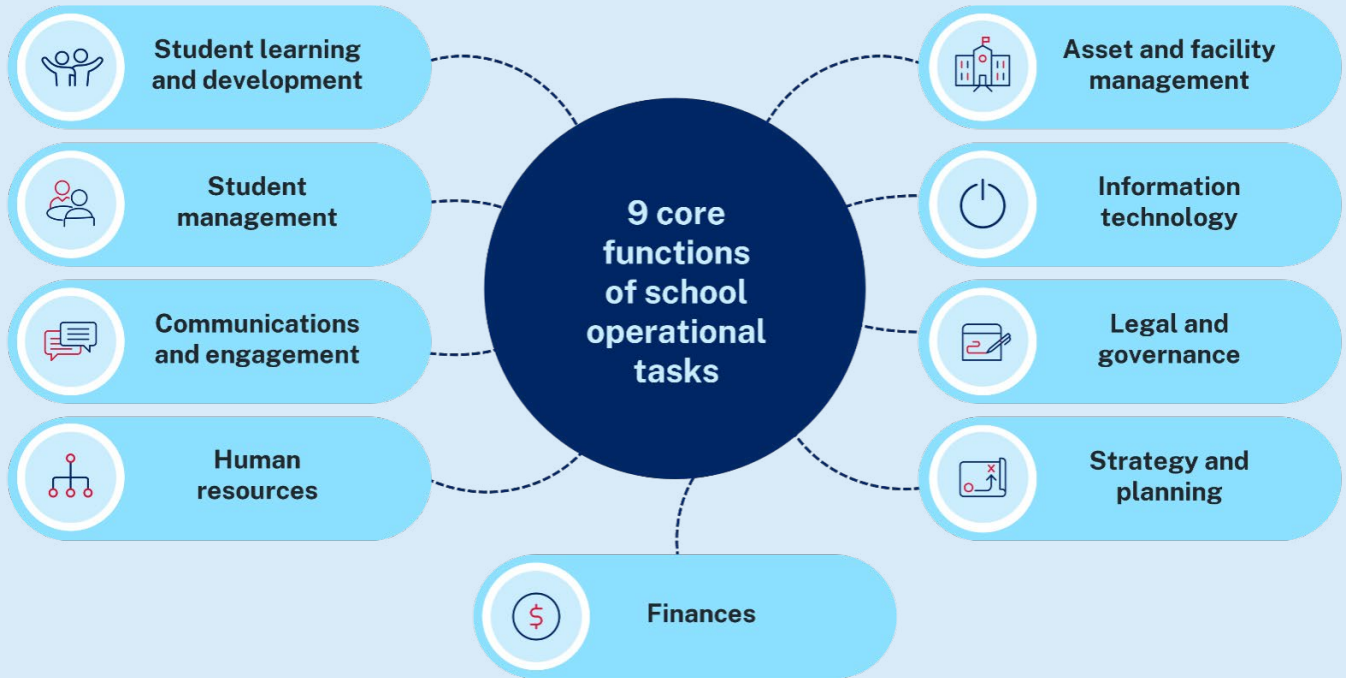 Student learning
and development
Student
management
Communications
and engagement
Human
resources
9 core
functions
of school
operational
tasks
Asset and facility
management
Information
technology
Legal and
governance
Strategy and
planning
$
Finances